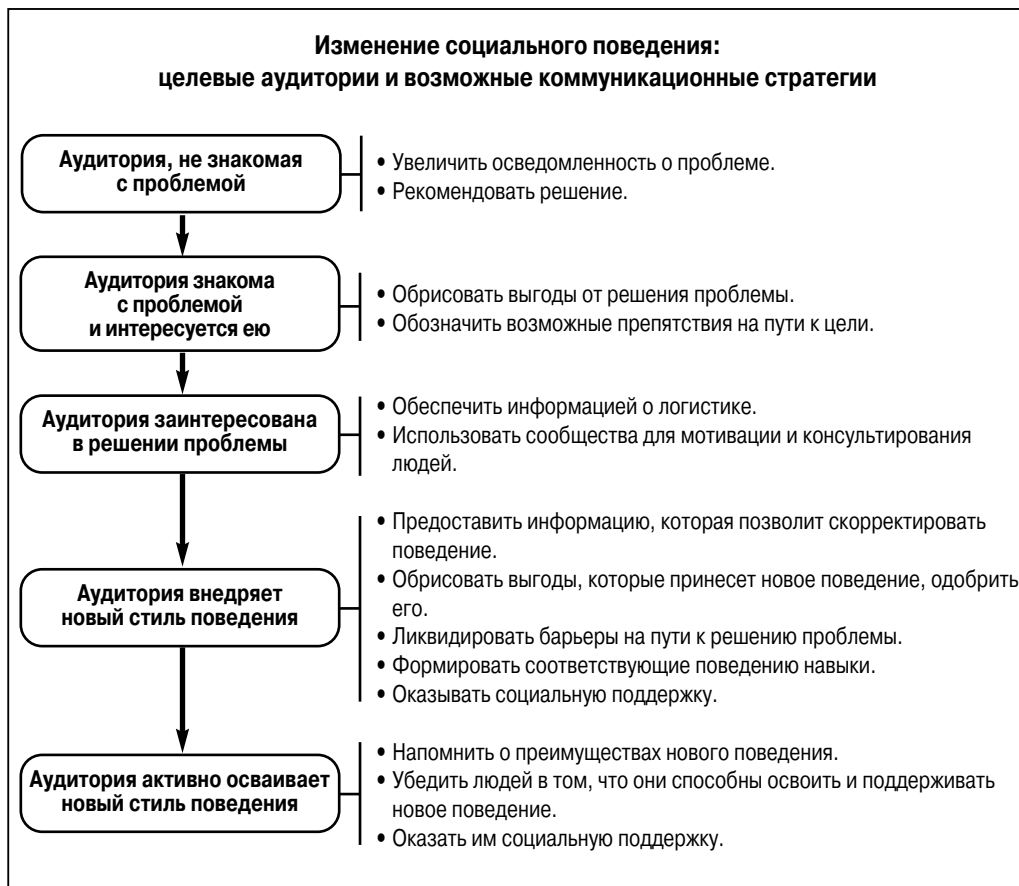 Изменение социального поведения:
целевые аудитории и возможные коммуникационные стратегии
Аудитория, не знакомая
с проблемой
• Увеличить осведомленность о проблеме.
• Рекомендовать решение.
Аудитория знакома
с проблемой
и интересуется ею
• Обрисовать выгоды от решения проблемы.
• Обозначить возможные препятствия на пути к цели.
Аудитория заинтересована
в решении проблемы
• Обеспечить информацией о логистике.
• Использовать сообщества для мотивации и консультирования
людей.
Аудитория внедряет
новый стиль поведения
• Предоставить информацию, которая позволит скорректировать
поведение.
• Обрисовать выгоды, которые принесет новое поведение, одобрить
его.
• Ликвидировать барьеры на пути к решению проблемы.
• Формировать соответствующие поведению навыки.
• Оказывать социальную поддержку.
Аудитория активно осваивает
новый стиль поведения
• Напомнить о преимуществах нового поведения.
• Убедить людей в том, что они способны освоить и поддерживать
новое поведение.
• Оказать им социальную поддержку.